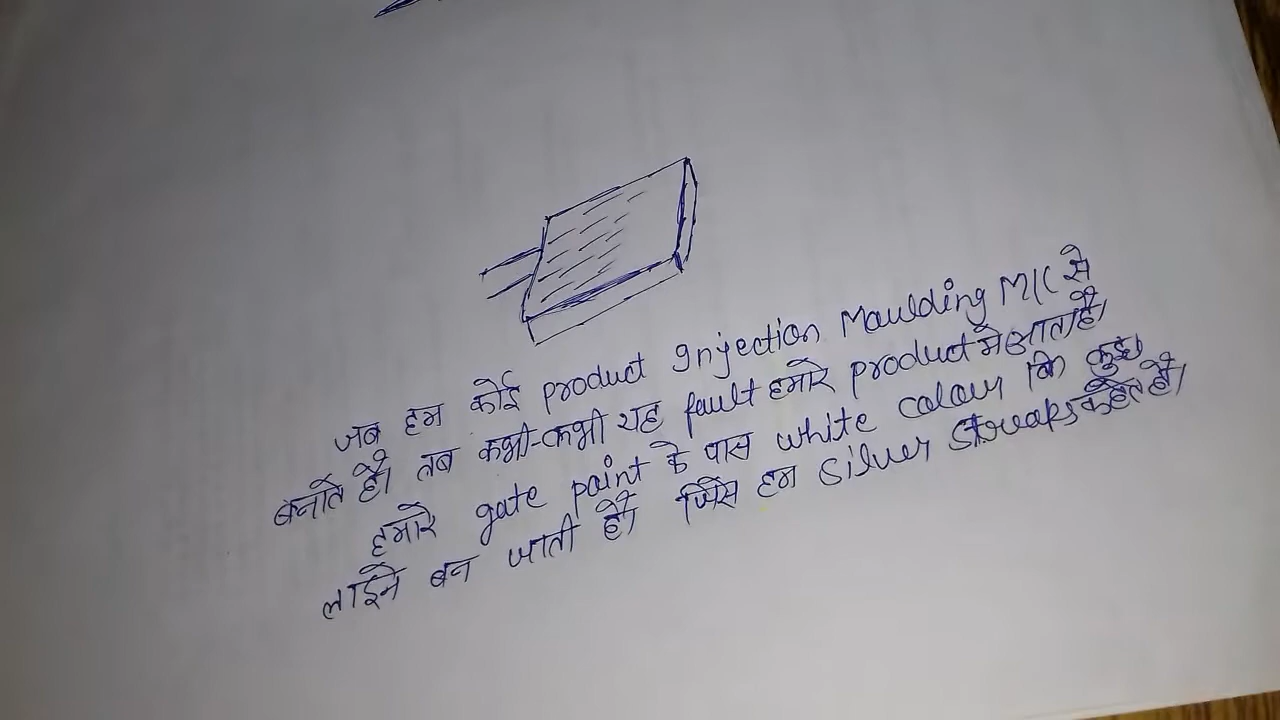 जब हम कोई product Injection Maulding M/C से
बनाते है। तब कभी-कभी यह fault हमारे product मे आता है।
हमारे gate point के पास white colour कि कुछ
लाईने बन जाती है। जिसे हम Silver Streaks कहते है।